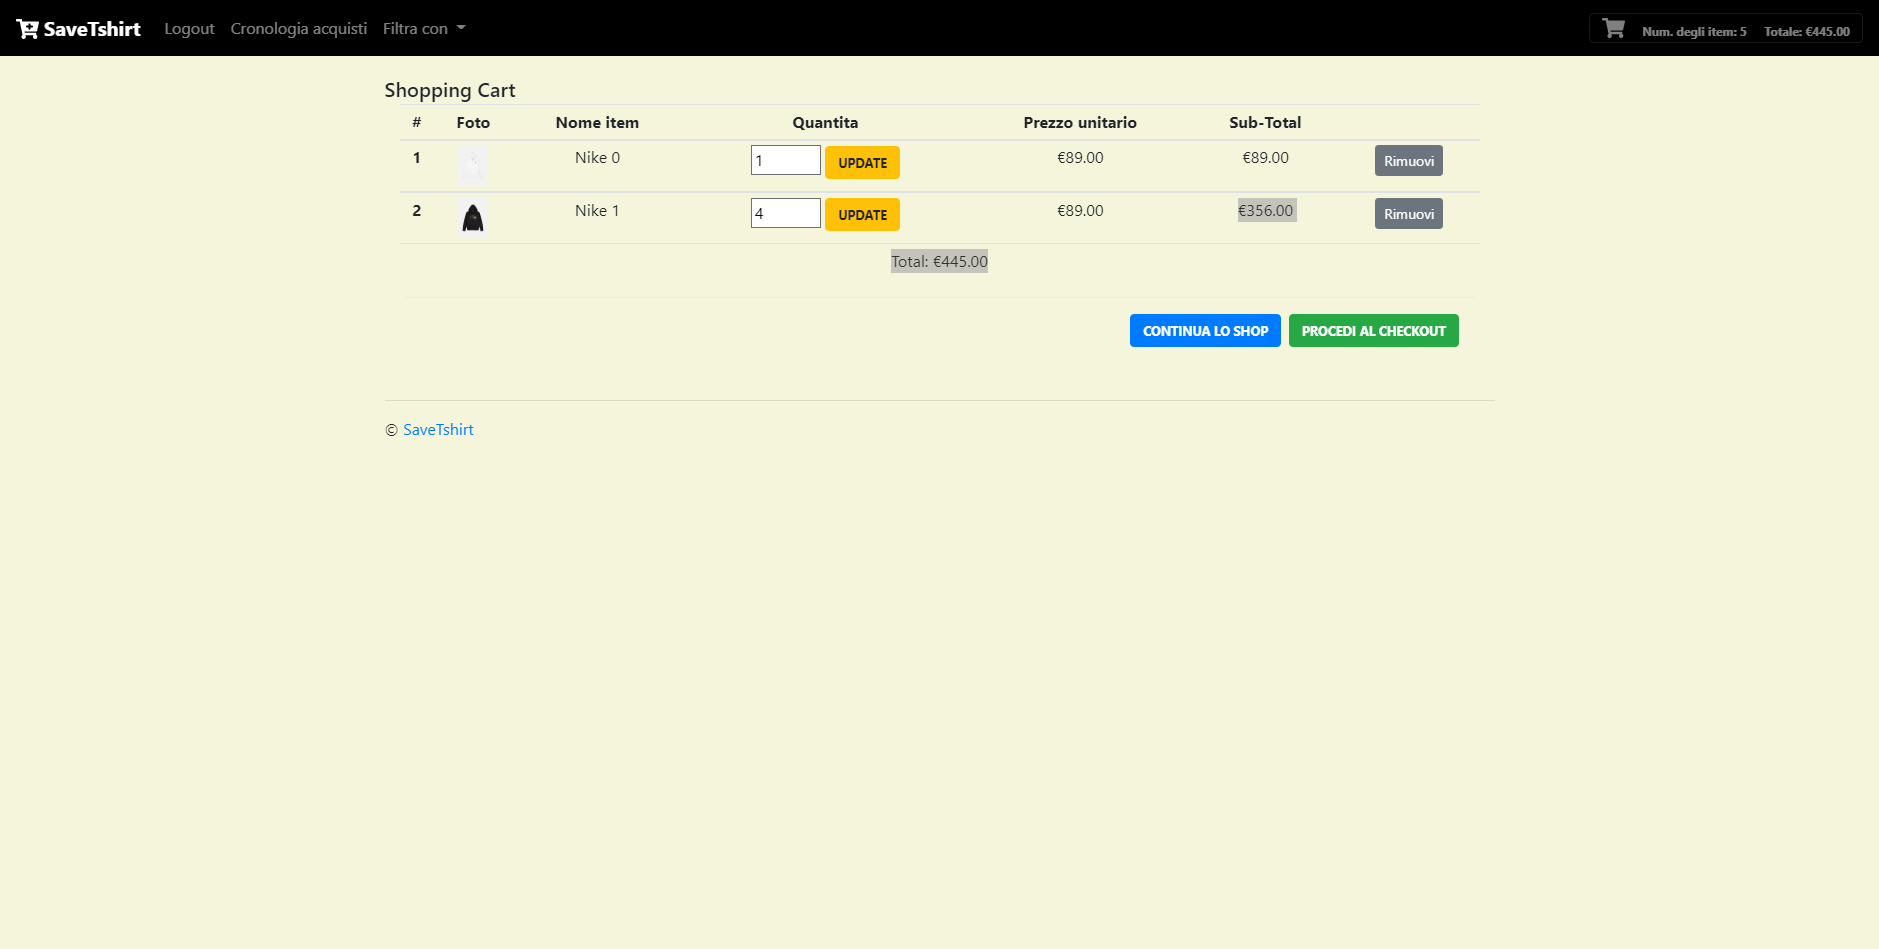 SaveTshirt Logout Cronologia acquisti Filtra con Num. degli item: 5 Totale: €445.00
Shopping Cart
# Foto Nome item Quantita Prezzo unitario Sub-Total
1 Nike 0 1 UPDATE €89.00 €89.00 Rimuovi
2 Nike 1 4 UPDATE €89.00 €356.00 Rimuovi
Total: €445.00
CONTINUA LO SHOP PROCEDI AL CHECKOUT
© SaveTshirt